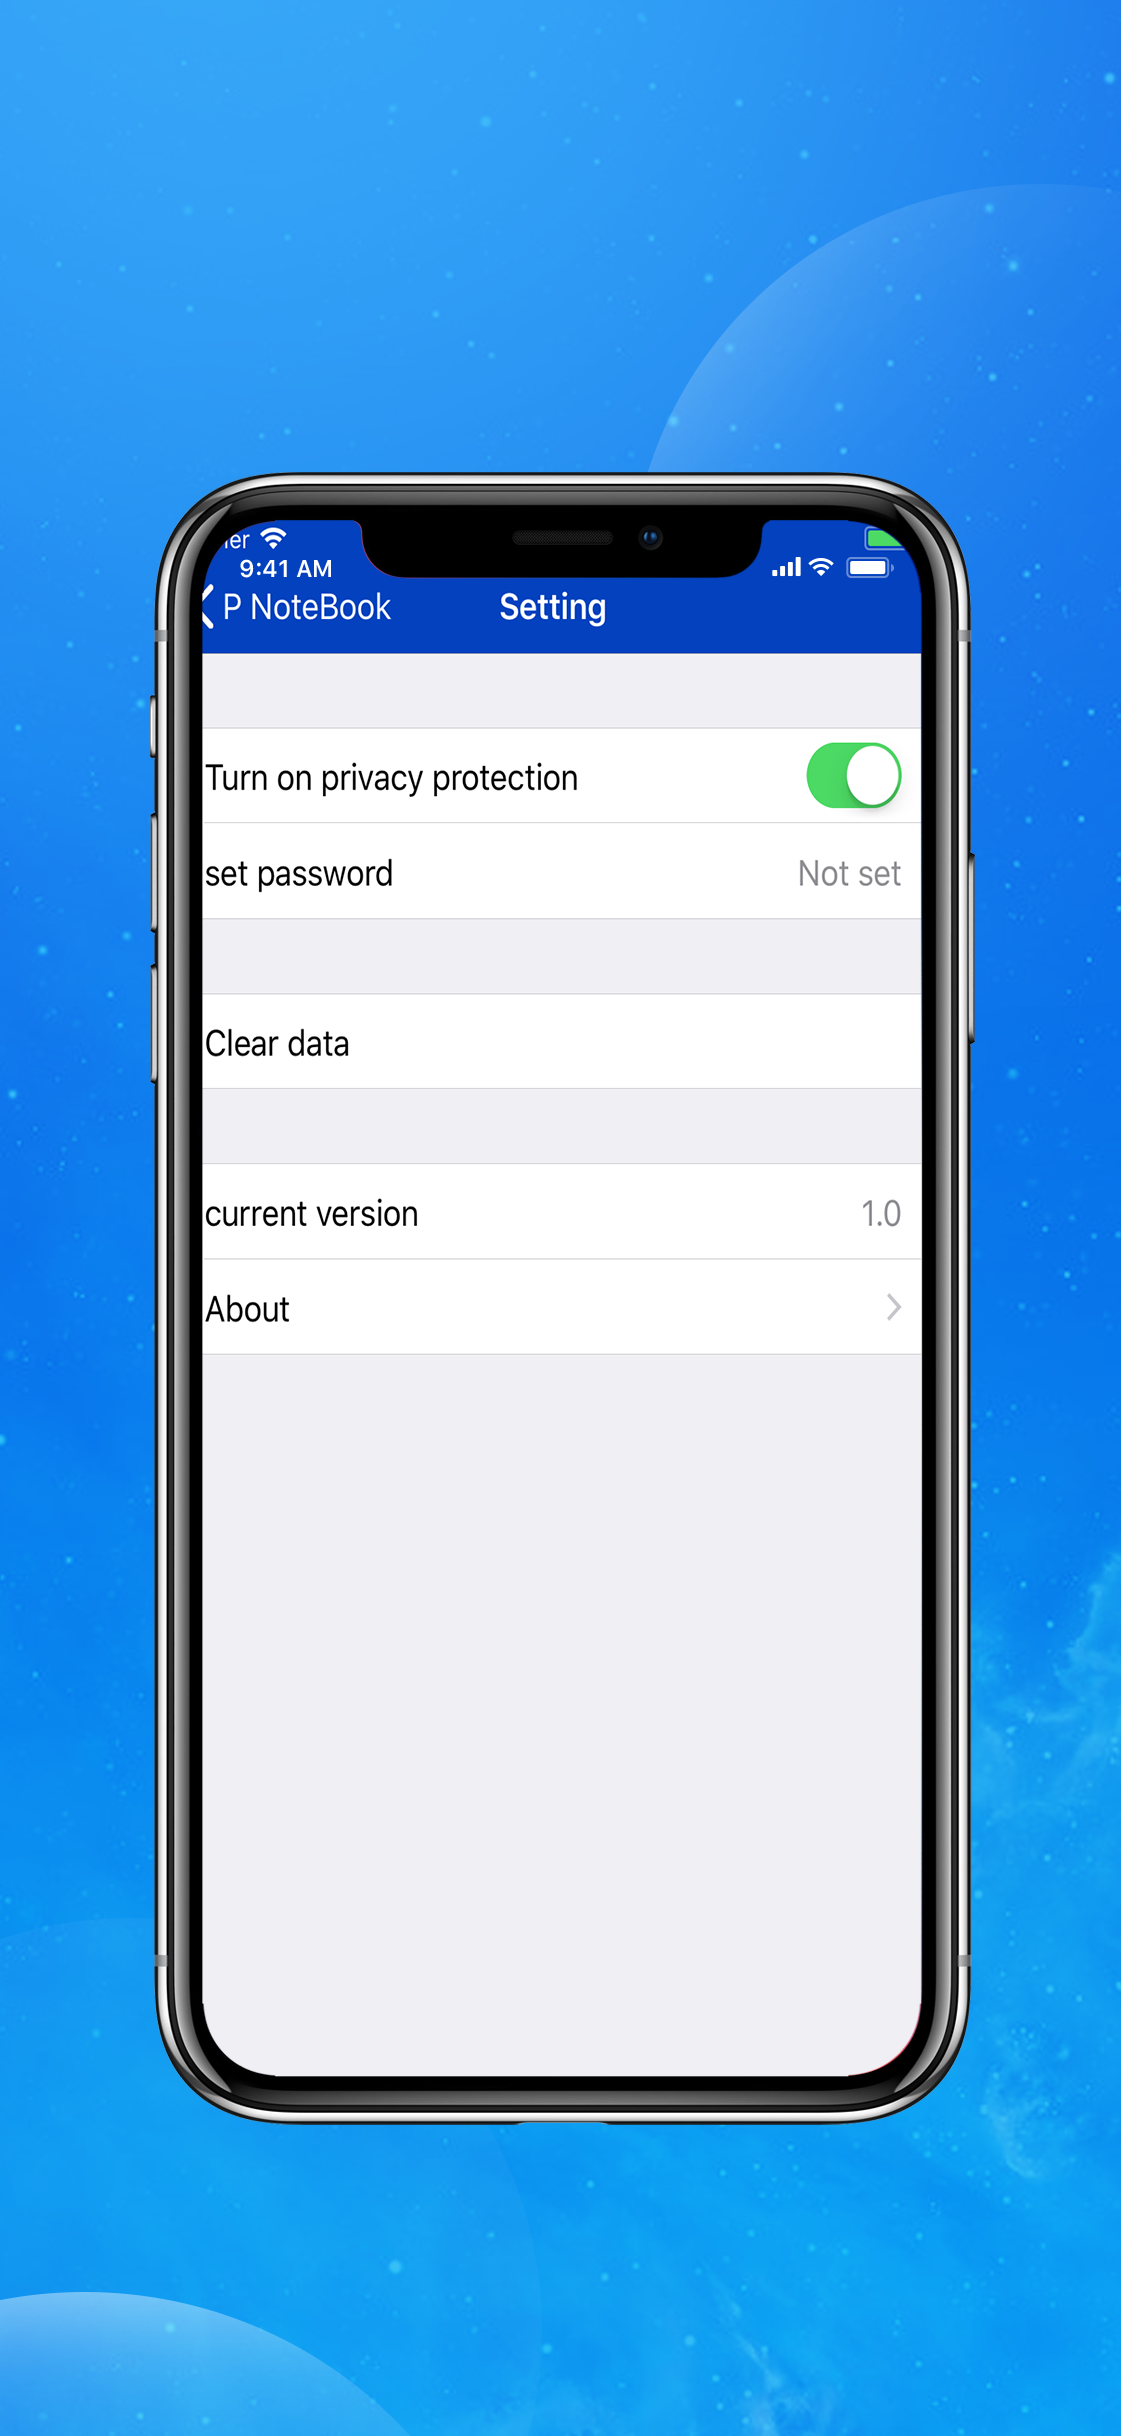 9:41 AM
P NoteBook
Setting
Turn on privacy protection
set password
Not set
Clear data
current version
1.0
About